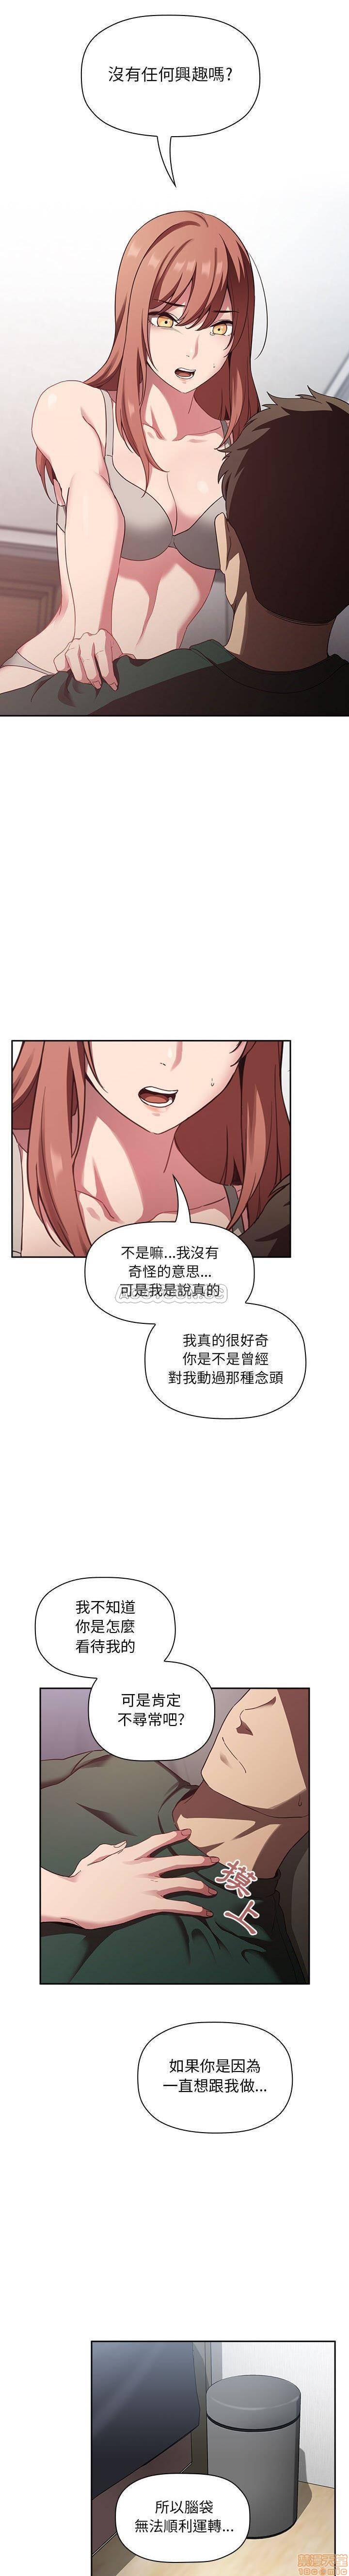 沒有任何興趣嗎?
不是嘛...我沒有
奇怪的意思...
可是我是說真的
我真的很好奇
你是不是曾經
對我動過那種念頭
我不知道
你是怎麼
看待我的
可是肯定
不尋常吧?
摸上
如果你是因為
一直想跟我做...
所以腦袋
無法順利運轉...